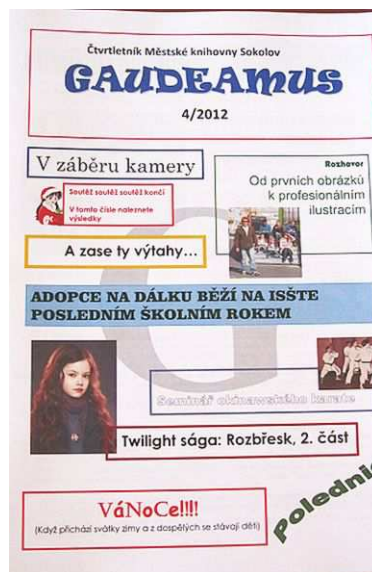 Čtvrtletník Městské knihovny Sokolov
GAUDEAMUS
4/2012
V záběru kamery
Soutěž soutěž soutěž končí
V tomto čísle naleznete
výsledky
Rozhovor
Od prvních obrázků
k profesionálním
ilustracím
A zase ty výtahy...
G
ADOPCE NA DÁLKU BĚŽÍ NA ISŠTE
POSLEDNÍM ŠKOLNÍM ROKEM
Seminář okinawského karate
Twilight sága: Rozbřesk, 2. část
VáNoCe!!!!
(Když přichází svátky zimy a z dospělých se stávají děti)
Poledni